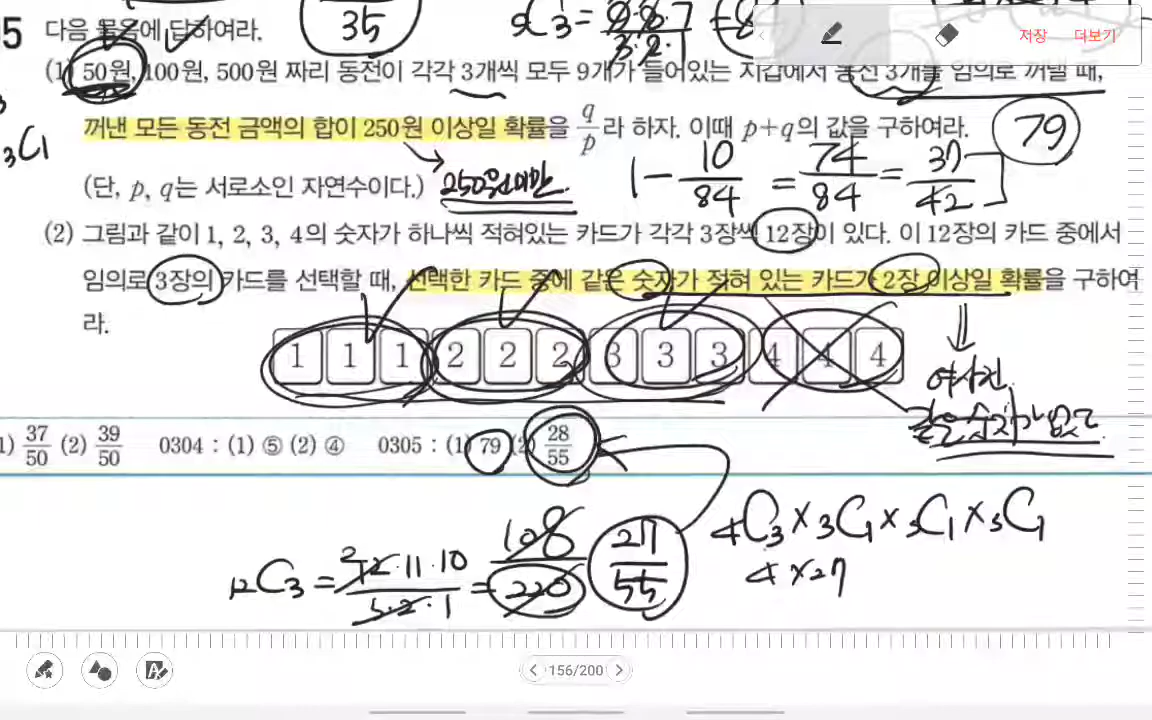 35
저장 더보기
다음 물음에 답하여라.
(1) 50원, 100원, 500원 짜리 동전이 각각 3개씩 모두 9개가 들어있는 지갑에서 동전 3개를 임의로 꺼낼 때,
꺼낸 모든 동전 금액의 합이 250원 이상일 확률을 q/p라 하자. 이때 p+q의 값을 구하여라.
79
₃C₁
(단, p, q는 서로소인 자연수이다.)
250원미만
1 - 10/84 = 74/84 = 37/42
(2) 그림과 같이 1, 2, 3, 4의 숫자가 하나씩 적혀있는 카드가 각각 3장씩 12장이 있다. 이 12장의 카드 중에서
임의로 3장의 카드를 선택할 때, 선택한 카드 중에 같은 숫자가 적혀 있는 카드가 2장 이상일 확률을 구하여
라.
1 1 1 2 2 2 3 3 3 4 4 4
여사건
같은 숫자가 없도
37/50 (2) 39/50 0304 : (1) ⑤ (2) ④ 0305 : (1) 79 (2) 28/55
₄C₃ × ₃C₁ × ₃C₁ × ₃C₁
4 × 27
₁₂C₃ = 12·11·10/3·2·1 = 108/220 27/55
156/200